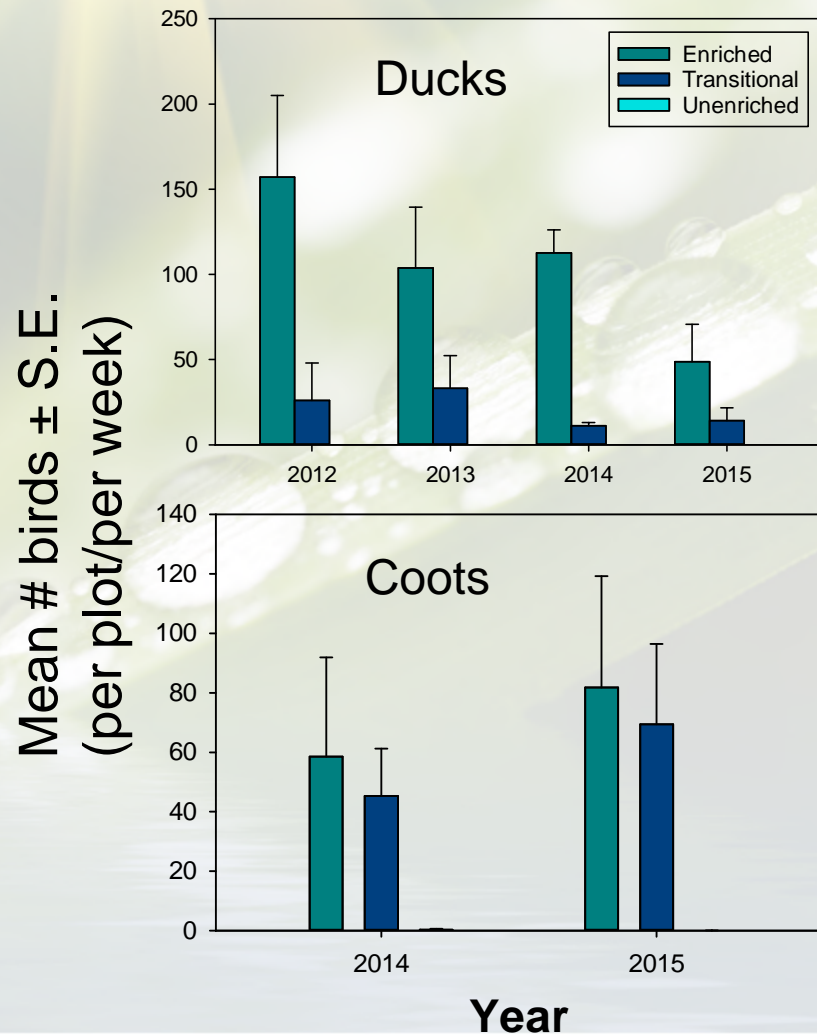 Mean # birds ± S.E.
(per plot/per week)
250
200
150
100
50
0
Ducks
Enriched
Transitional
Unenriched
2012 2013 2014 2015
140
120
100
80
60
40
20
0
Coots
2014 2015
Year